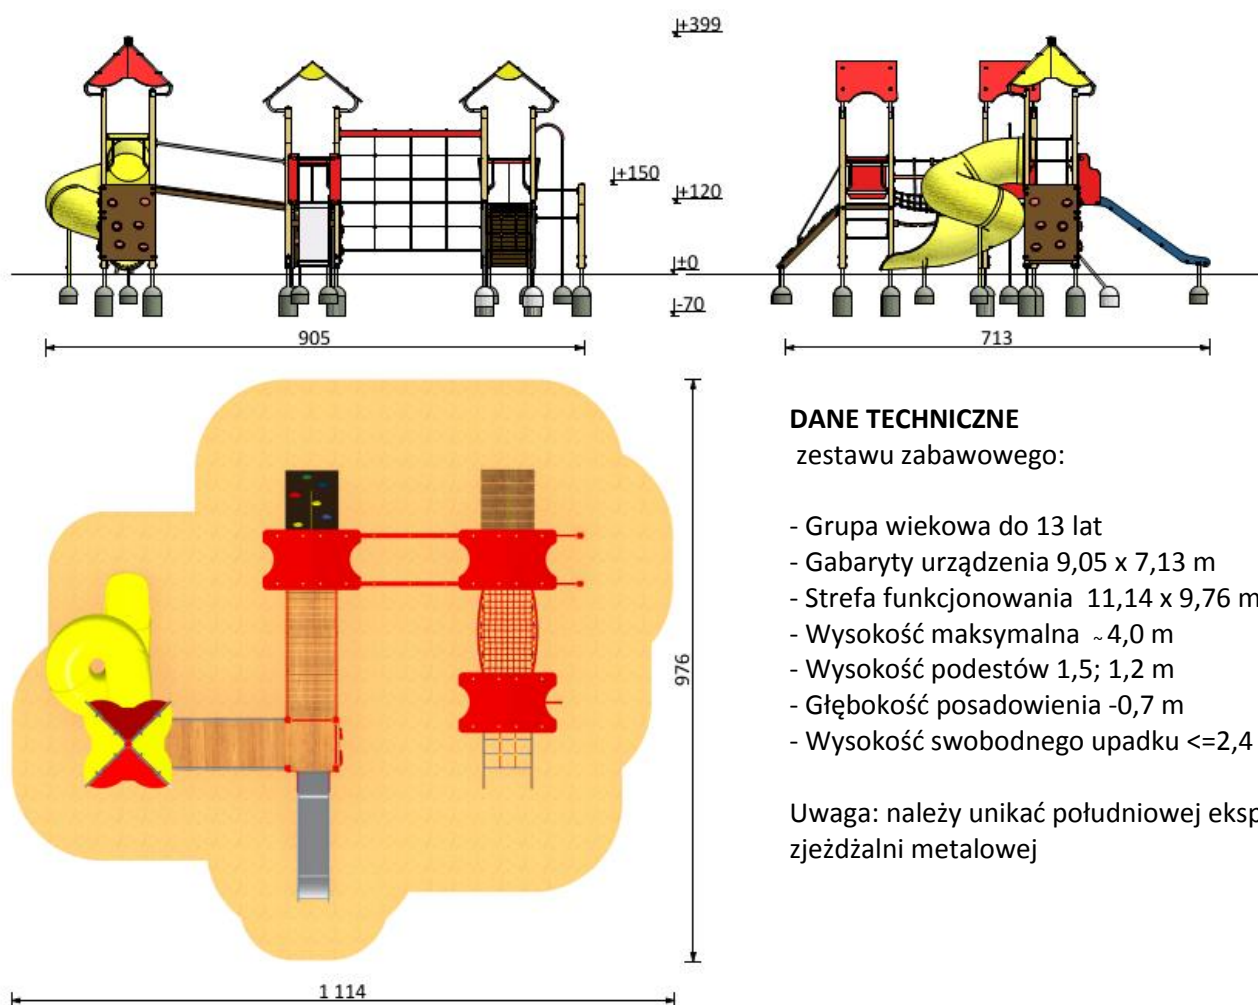 +399
+150
+120
±0
-70
905
713
DANE TECHNICZNE
zestawu zabawowego:
- Grupa wiekowa do 13 lat
- Gabaryty urządzenia 9,05 x 7,13 m
- Strefa funkcjonowania 11,14 x 9,76 m
- Wysokość maksymalna ~4,0 m
- Wysokość podestów 1,5; 1,2 m
- Głębokość posadowienia -0,7 m
- Wysokość swobodnego upadku <=2,4
Uwaga: należy unikać południowej eksp
zjeżdżalni metalowej
976
1 114